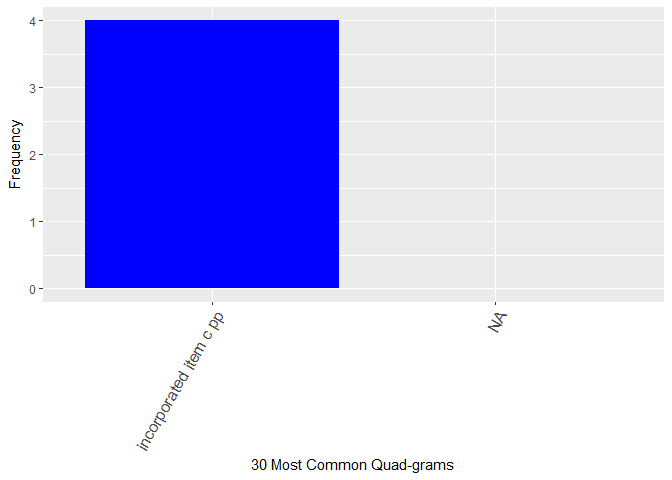 4
3
2
1
0
Frequency
incorporated item c pp
NA
30 Most Common Quad-grams